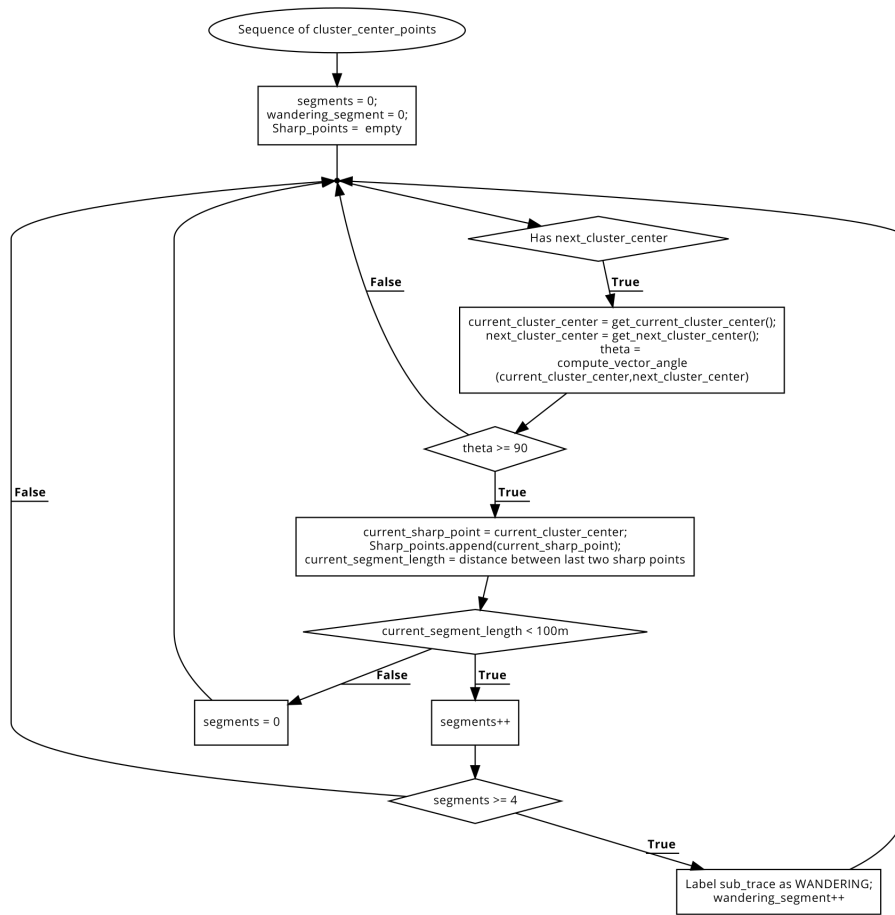 Sequence of cluster_center_points
segments = 0;
wandering_segment = 0;
Sharp_points = empty
Has next_cluster_center
False
True
current_cluster_center = get_current_cluster_center();
next_cluster_center = get_next_cluster_center();
theta =
compute_vector_angle
(current_cluster_center,next_cluster_center)
theta >= 90
False
True
current_sharp_point = current_cluster_center;
Sharp_points.append(current_sharp_point);
current_segment_length = distance between last two sharp points
current_segment_length < 100m
False
True
segments = 0
segments++
segments >= 4
True
Label sub_trace as WANDERING;
wandering_segment++